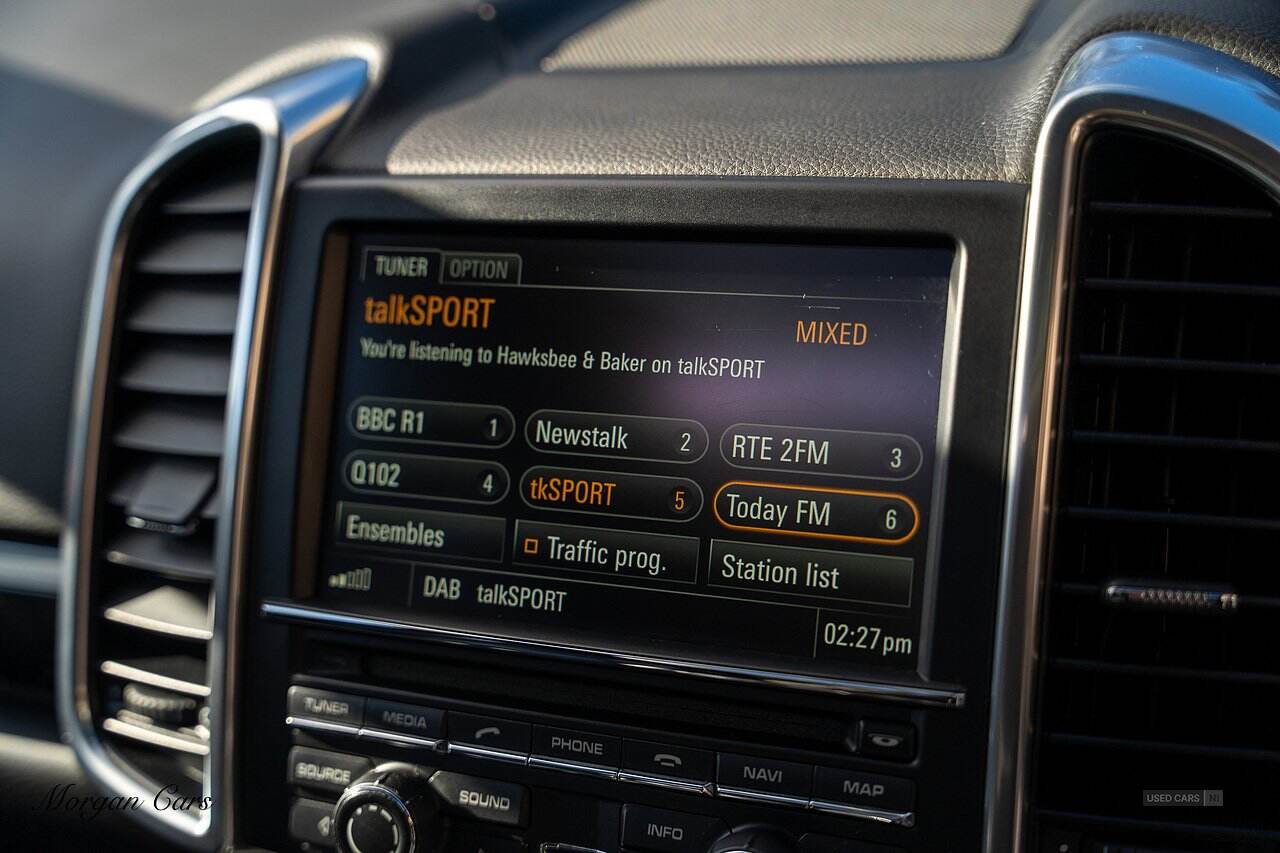 TUNER OPTION
talkSPORT
MIXED
You're listening to Hawksbee & Baker on talkSPORT
BBC R1 1 Newstalk 2 RTE 2FM 3
Q102 4 tkSPORT 5 Today FM 6
Ensembles Traffic prog. Station list
DAB talkSPORT
02:27pm
TUNER MEDIA PHONE NAVI MAP
SOURCE SOUND INFO
Morgan Cars
USED CARS NI